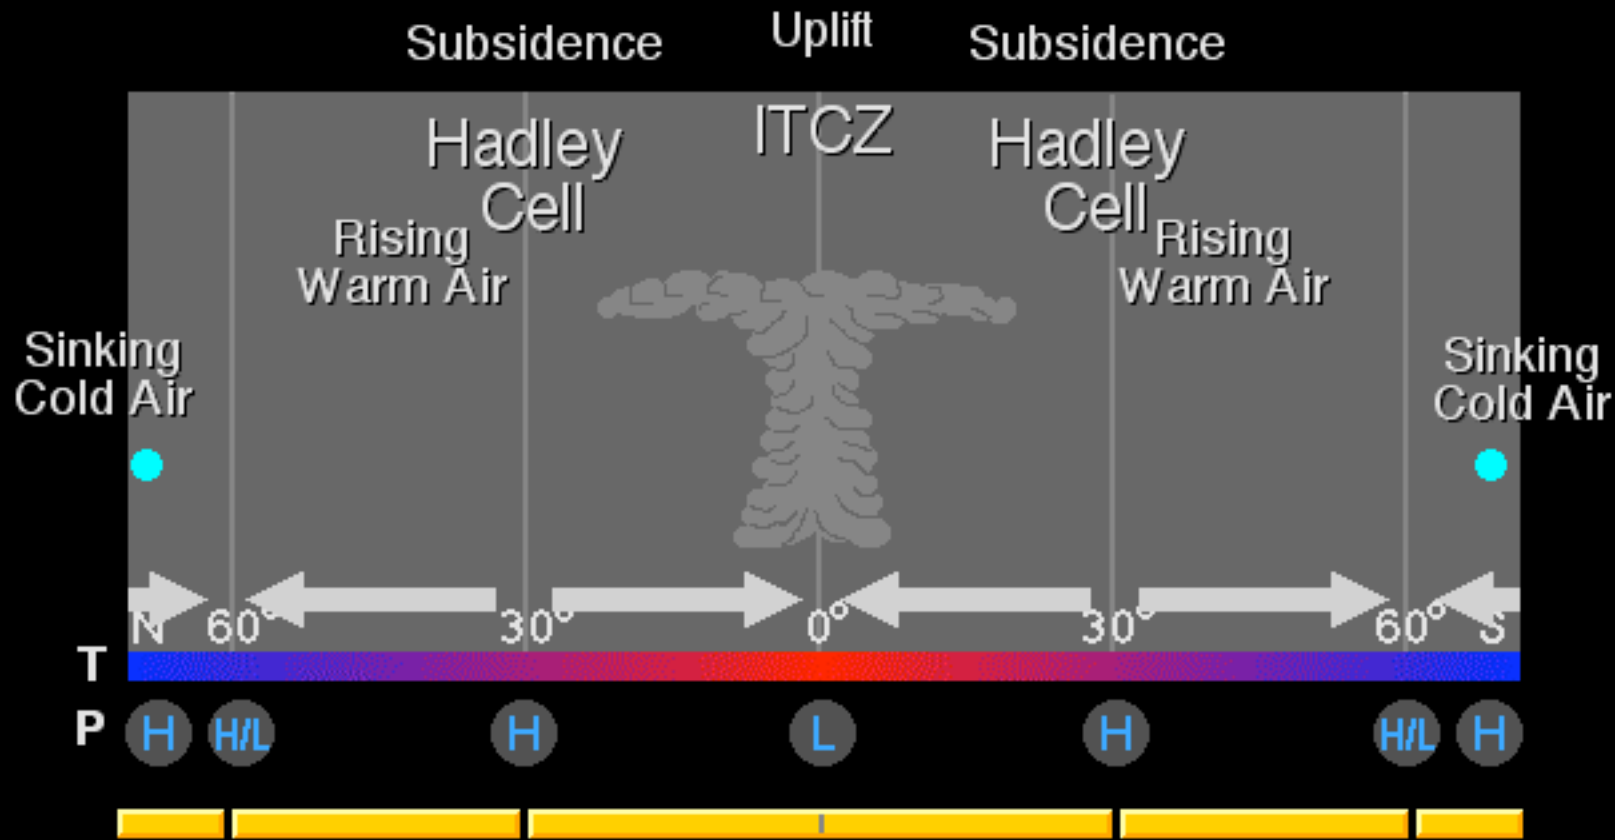 Subsidence Uplift Subsidence
Hadley Cell
ITCZ
Hadley Cell
Rising Warm Air
Rising Warm Air
Sinking Cold Air
Sinking Cold Air
N 60° 30° 0° 30° 60° S
T
P H H/L H L H H/L H